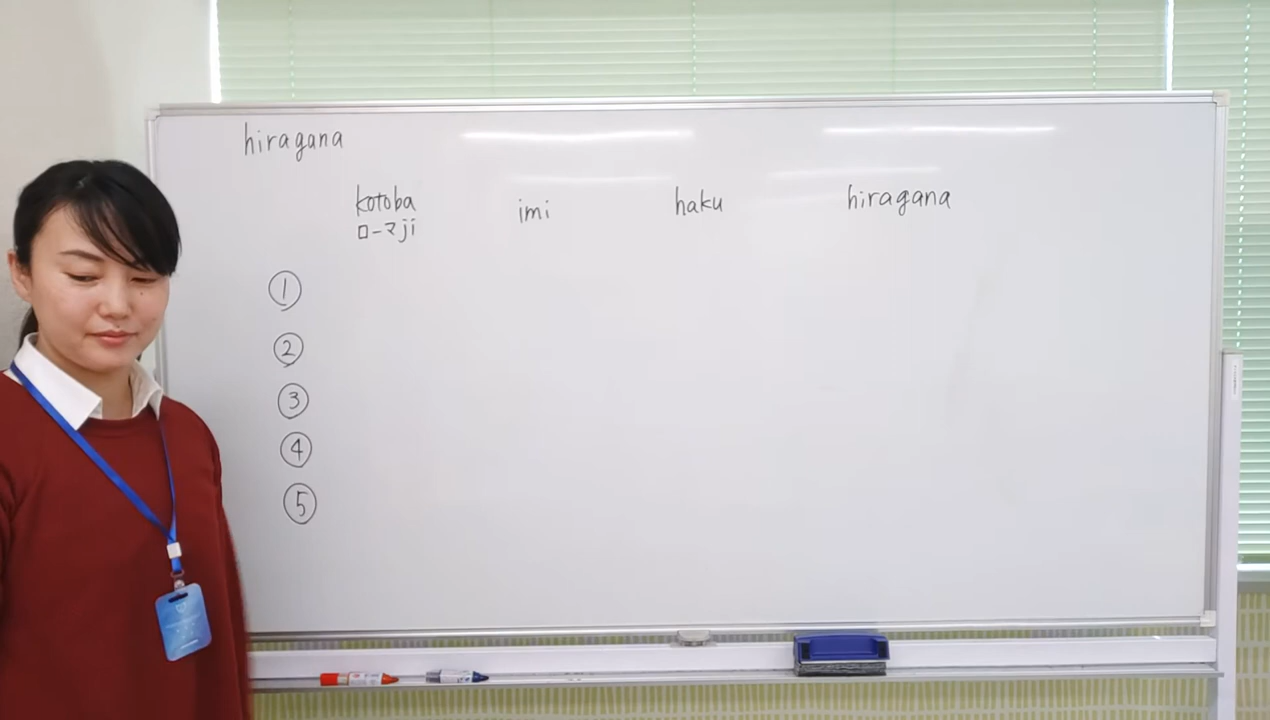 hiragana
kotoba imi haku hiragana
ローマji
①
②
③
④
⑤